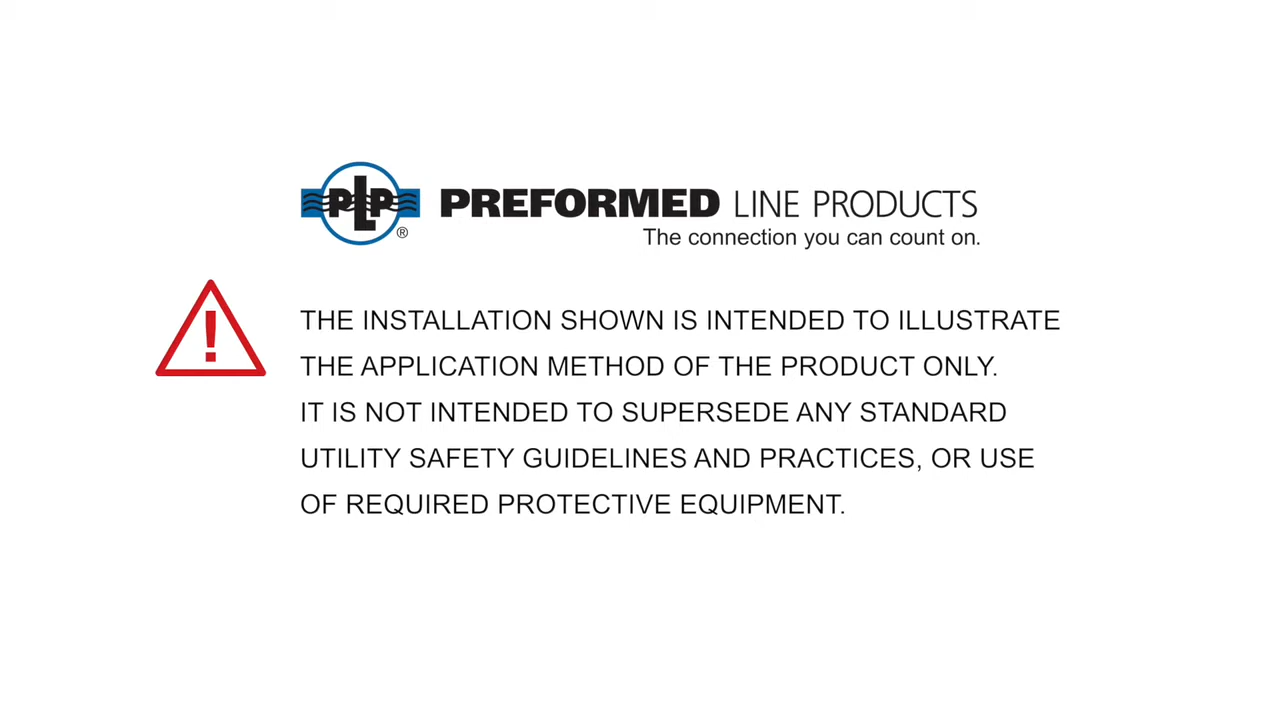 PLP®
PREFORMED LINE PRODUCTS
The connection you can count on.
!
THE INSTALLATION SHOWN IS INTENDED TO ILLUSTRATE
THE APPLICATION METHOD OF THE PRODUCT ONLY.
IT IS NOT INTENDED TO SUPERSEDE ANY STANDARD
UTILITY SAFETY GUIDELINES AND PRACTICES, OR USE
OF REQUIRED PROTECTIVE EQUIPMENT.